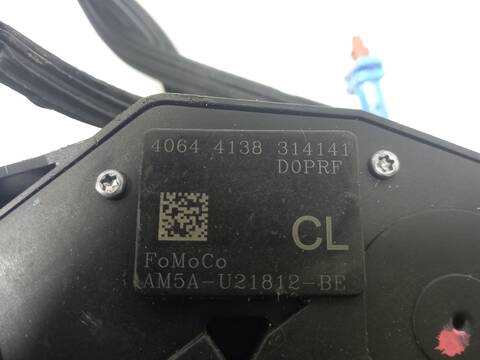 4064 4138 314141
D0PRF
CL
FoMoCo
AM5A-U21812-BE